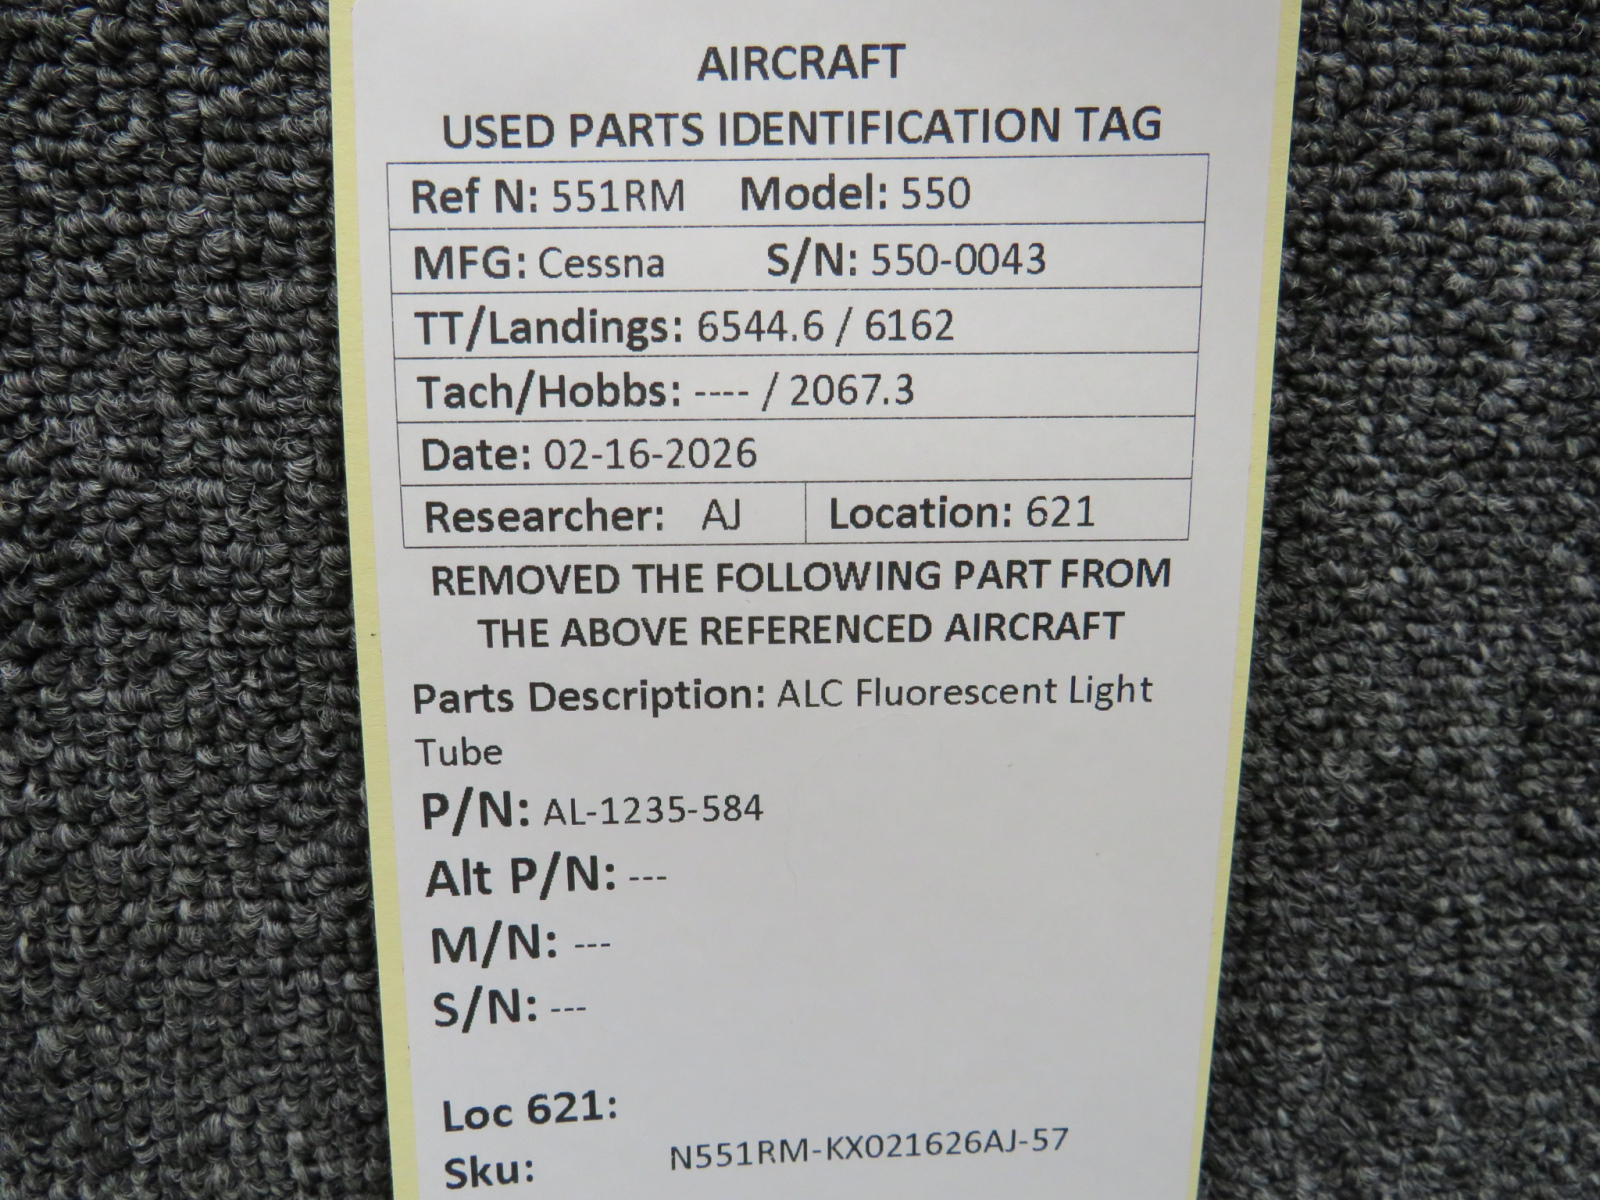 AIRCRAFT
USED PARTS IDENTIFICATION TAG
Ref N: 551RM Model: 550
MFG: Cessna S/N: 550-0043
TT/Landings: 6544.6 / 6162
Tach/Hobbs: ---- / 2067.3
Date: 02-16-2026
Researcher: AJ Location: 621
REMOVED THE FOLLOWING PART FROM
THE ABOVE REFERENCED AIRCRAFT
Parts Description: ALC Fluorescent Light
Tube
P/N: AL-1235-584
Alt P/N: ---
M/N: ---
S/N: ---
Loc 621:
Sku: N551RM-KX021626AJ-57